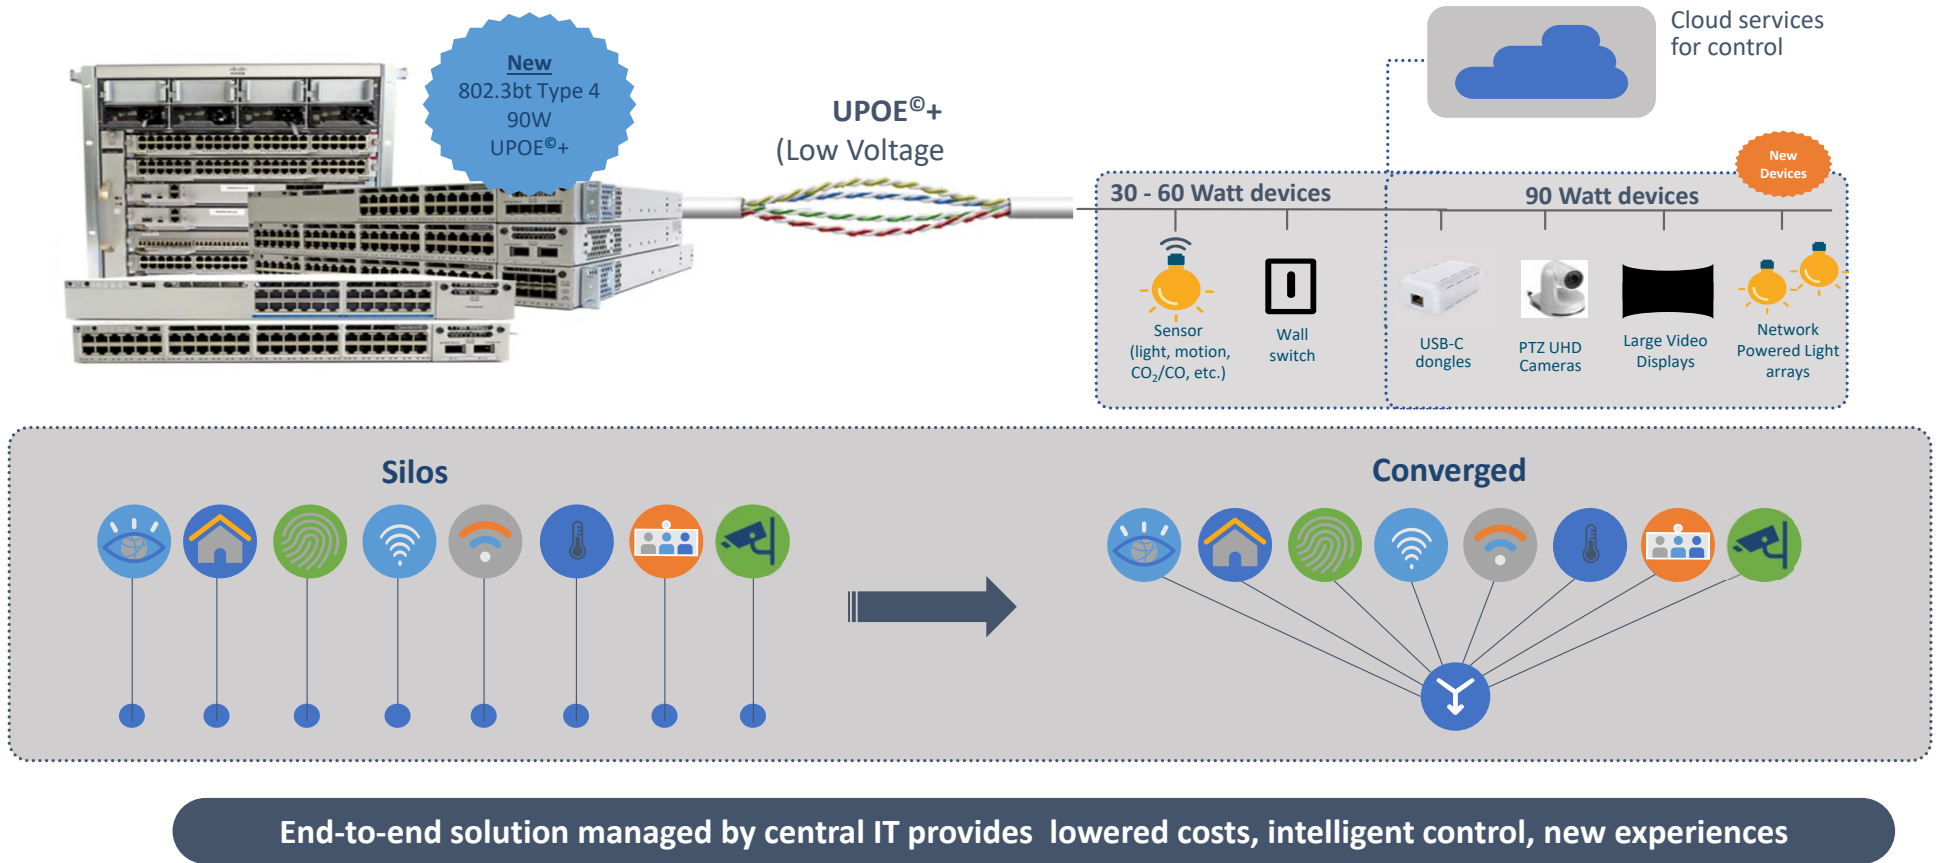 New
802.3bt Type 4
90W
UPOE©+
UPOE©+
(Low Voltage
Cloud services
for control
New
Devices
30 - 60 Watt devices
90 Watt devices
Sensor
(light, motion,
CO₂/CO, etc.)
Wall
switch
USB-C
dongles
PTZ UHD
Cameras
Large Video
Displays
Network
Powered Light
arrays
Silos
Converged
End-to-end solution managed by central IT provides  lowered costs, intelligent control, new experiences